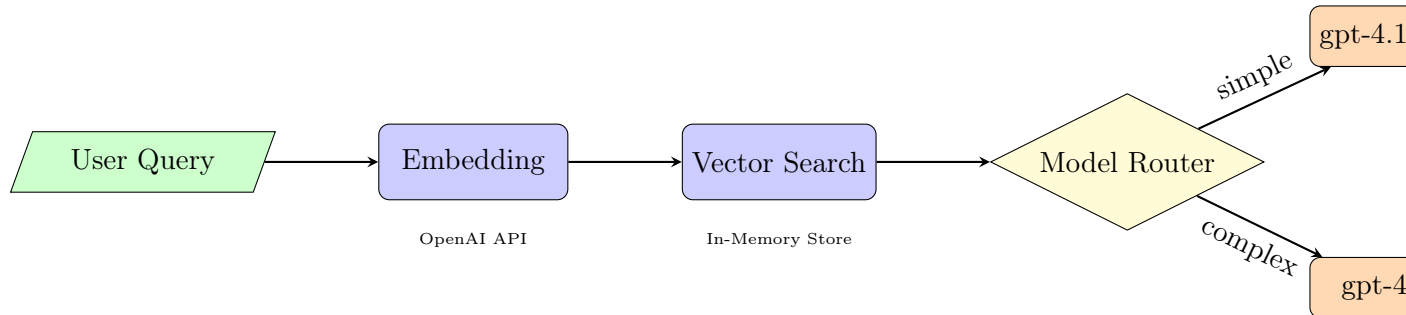 User Query
Embedding
OpenAI API
Vector Search
In-Memory Store
Model Router
simple
gpt-4.1
complex
gpt-4